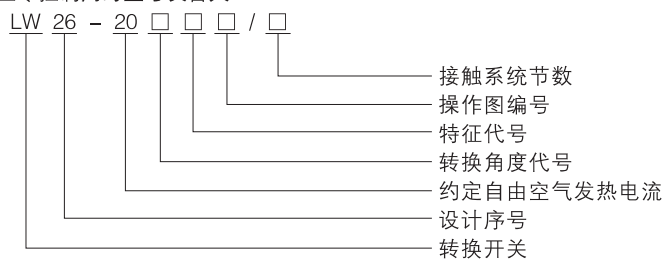 LW 26 - 20 □ □ □ / □
接触系统节数
操作图编号
特征代号
转换角度代号
约定自由空气发热电流
设计序号
转换开关